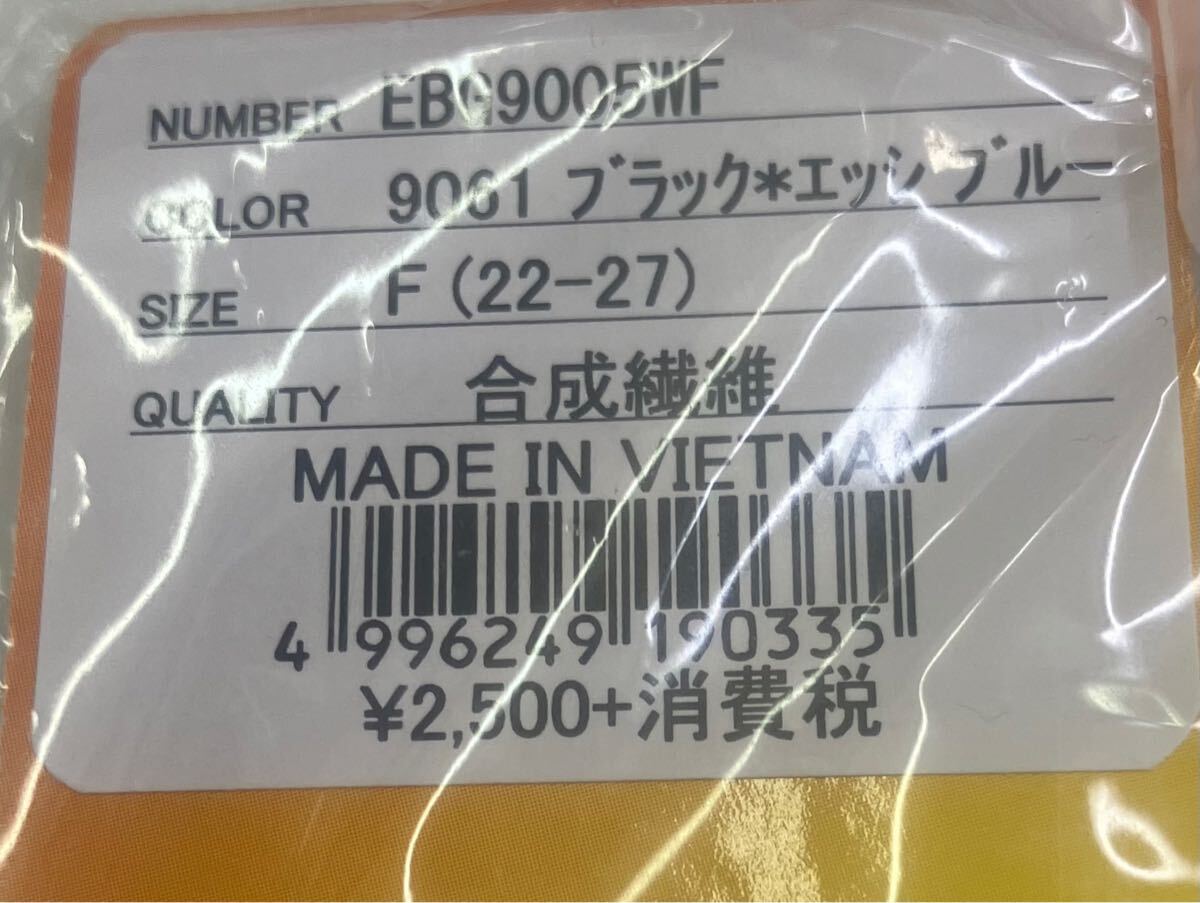 NUMBER EBG9005WF
COLOR 9061 ブラック*エッジブルー
SIZE F (22-27)
QUALITY 合成繊維
MADE IN VIETNAM
4 996249 190335
¥2,500+消費税